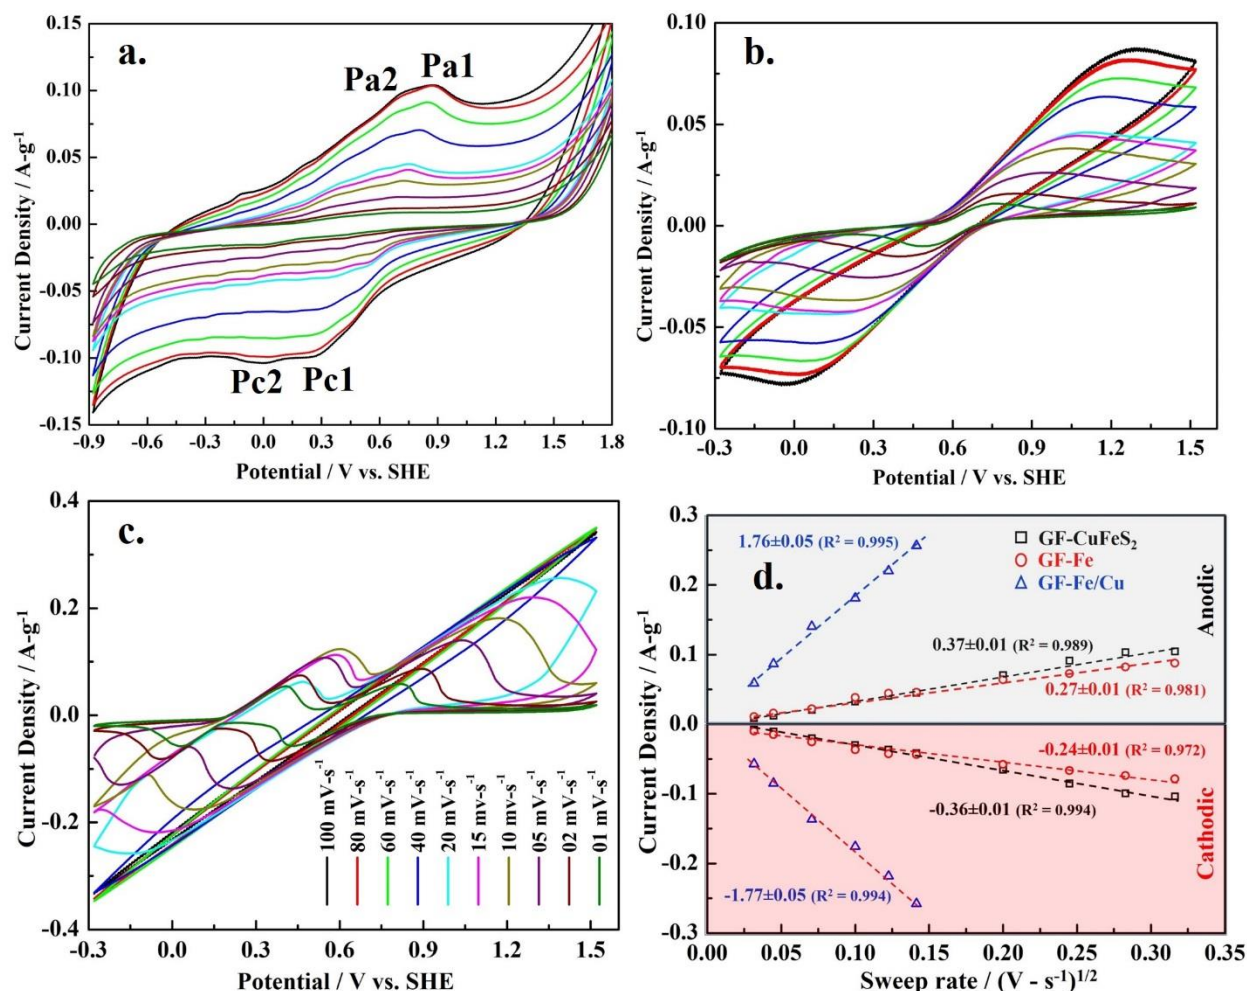 a.
Pa2 Pa1
Pc2 Pc1
0.15
0.10
0.05
0.00
-0.05
-0.10
-0.15
Current Density / A-g⁻¹
-0.9 -0.6 -0.3 0.0 0.3 0.6 0.9 1.2 1.8
Potential / V vs. SHE
b.
0.10
0.05
0.00
-0.05
-0.10
Current Density / A-g⁻¹
-0.3 0.0 0.3 0.6 0.9 1.2 1.5
Potential / V vs. SHE
c.
0.4
0.2
0.0
-0.2
-0.4
Current Density / A-g⁻¹
100 mV-s⁻¹
80 mV-s⁻¹
60 mV-s⁻¹
40 mV-s⁻¹
20 mV-s⁻¹
15 mv-s⁻¹
10 mV-s⁻¹
05 mV-s⁻¹
02 mV-s⁻¹
01 mV-s⁻¹
-0.3 0.0 0.3 0.6 0.9 1.2 1.5
Potential / V vs. SHE
d.
0.3
0.2
0.1
0.0
-0.1
-0.2
-0.3
Current Density / A-g⁻¹
1.76±0.05 (R² = 0.995)
GF-CuFeS₂
GF-Fe
GF-Fe/Cu
Anodic
0.37±0.01 (R² = 0.989)
0.27±0.01 (R² = 0.981)
-0.24±0.01 (R² = 0.972)
-0.36±0.01 (R² = 0.994)
-1.77±0.05 (R² = 0.994)
Cathodic
0.00 0.05 0.10 0.15 0.20 0.25 0.30 0.35
Sweep rate / (V - s⁻¹)¹ᐟ²